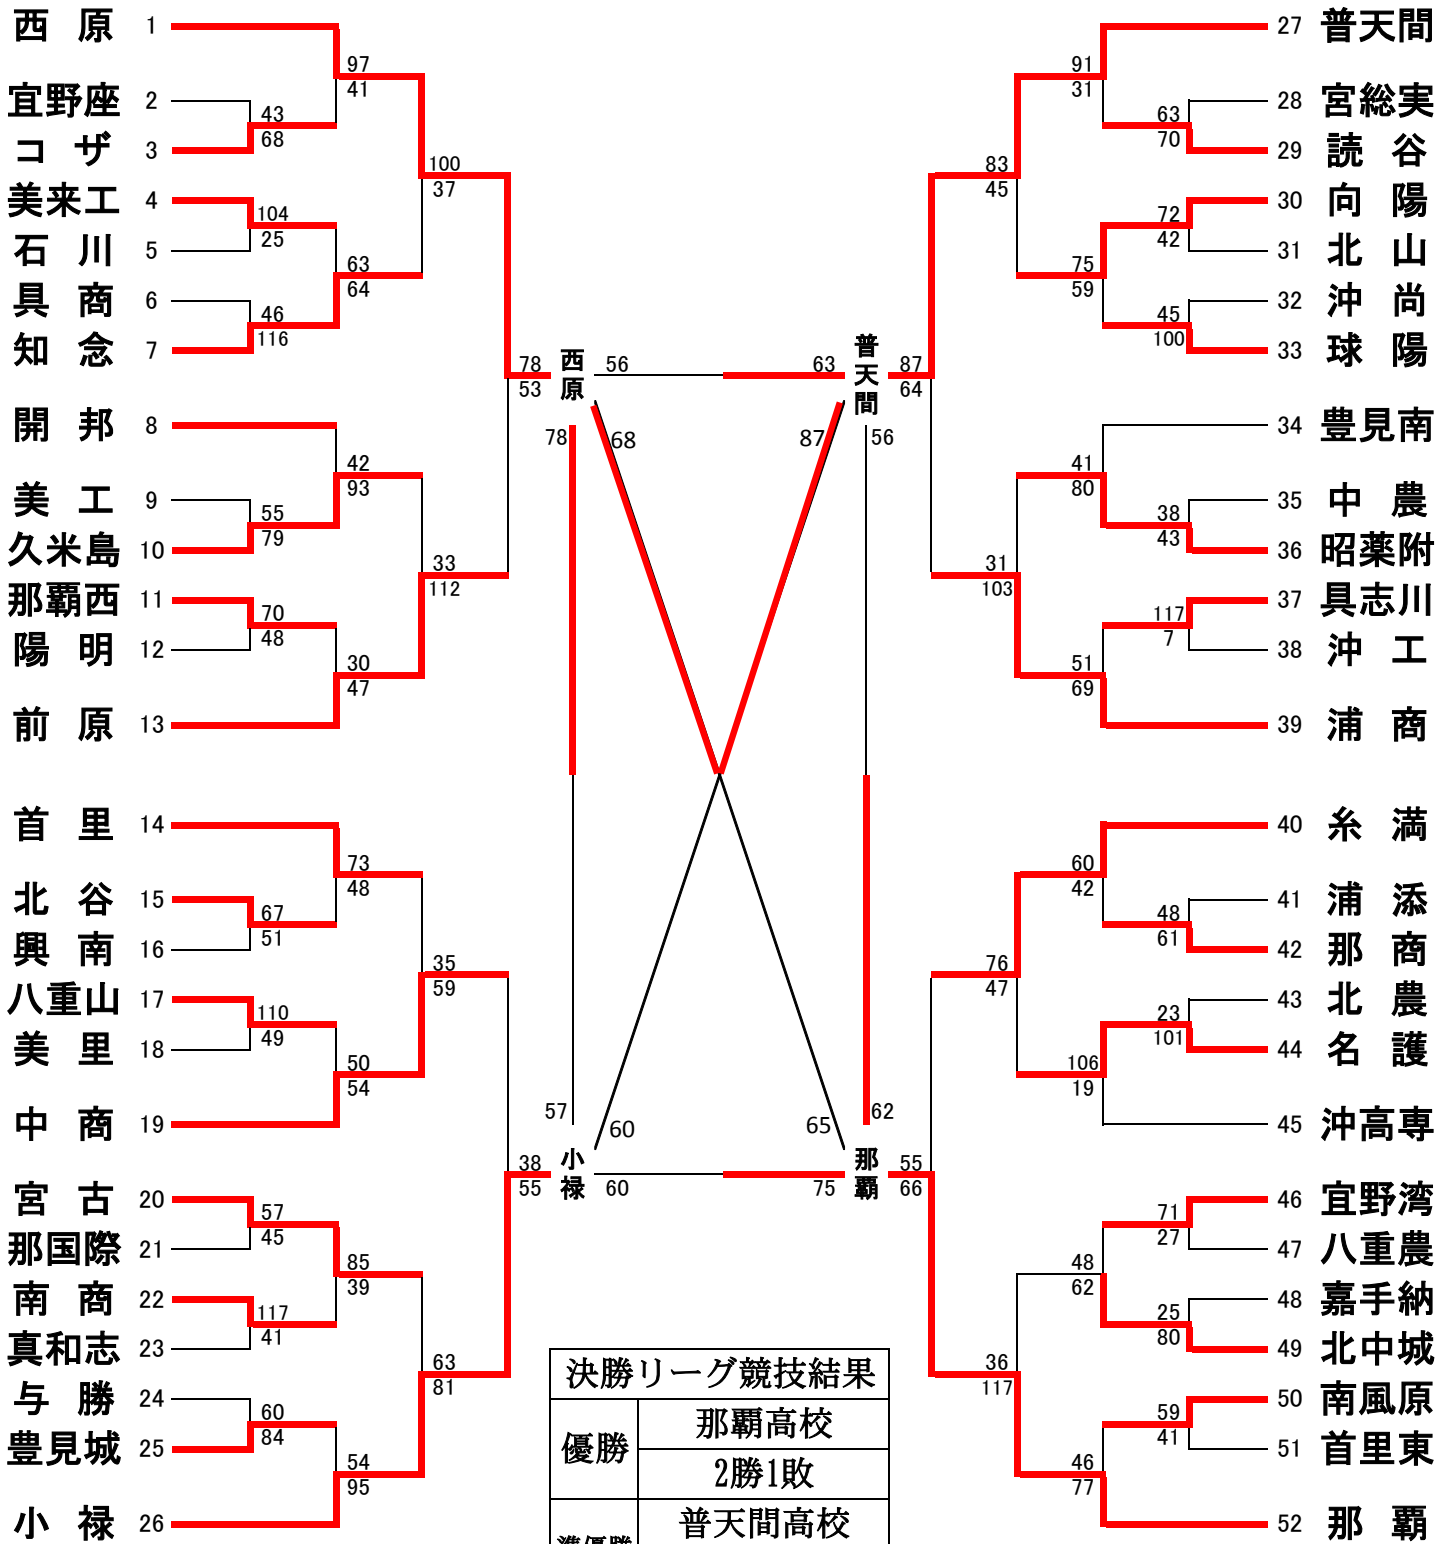 西 原 1
97
41
宜野座 2
43
68
コ ザ 3
100
37
美来工 4
104
25
石 川 5
63
64
具 商 6
46
116
知 念 7
78
53
開 邦 8
42
93
美 工 9
55
79
久米島 10
33
112
那覇西 11
70
48
陽 明 12
30
47
前 原 13
首 里 14
73
48
北 谷 15
67
51
興 南 16
35
59
八重山 17
110
49
美 里 18
50
54
中 商 19
38
55
宮 古 20
57
45
那国際 21
85
39
南 商 22
117
41
真和志 23
63
81
与 勝 24
60
84
豊見城 25
54
95
小 禄 26
西原
56
63
普天間
78
68
87
56
57
60
65
62
小禄
60
75
那覇
27 普天間
91
31
28 宮総実
63
70
29 読 谷
83
45
30 向 陽
72
42
31 北 山
75
59
32 沖 尚
45
100
33 球 陽
87
64
34 豊見南
41
80
35 中 農
38
43
36 昭薬附
31
103
37 具志川
117
7
38 沖 工
51
69
39 浦 商
40 糸 満
60
42
41 浦 添
48
61
42 那 商
76
47
43 北 農
23
101
44 名 護
106
19
45 沖高専
55
66
46 宜野湾
71
27
47 八重農
48
62
48 嘉手納
25
80
49 北中城
36
117
50 南風原
59
41
51 首里東
46
77
52 那 覇
決勝リーグ競技結果
優勝
那覇高校
2勝1敗
準優勝
普天間高校